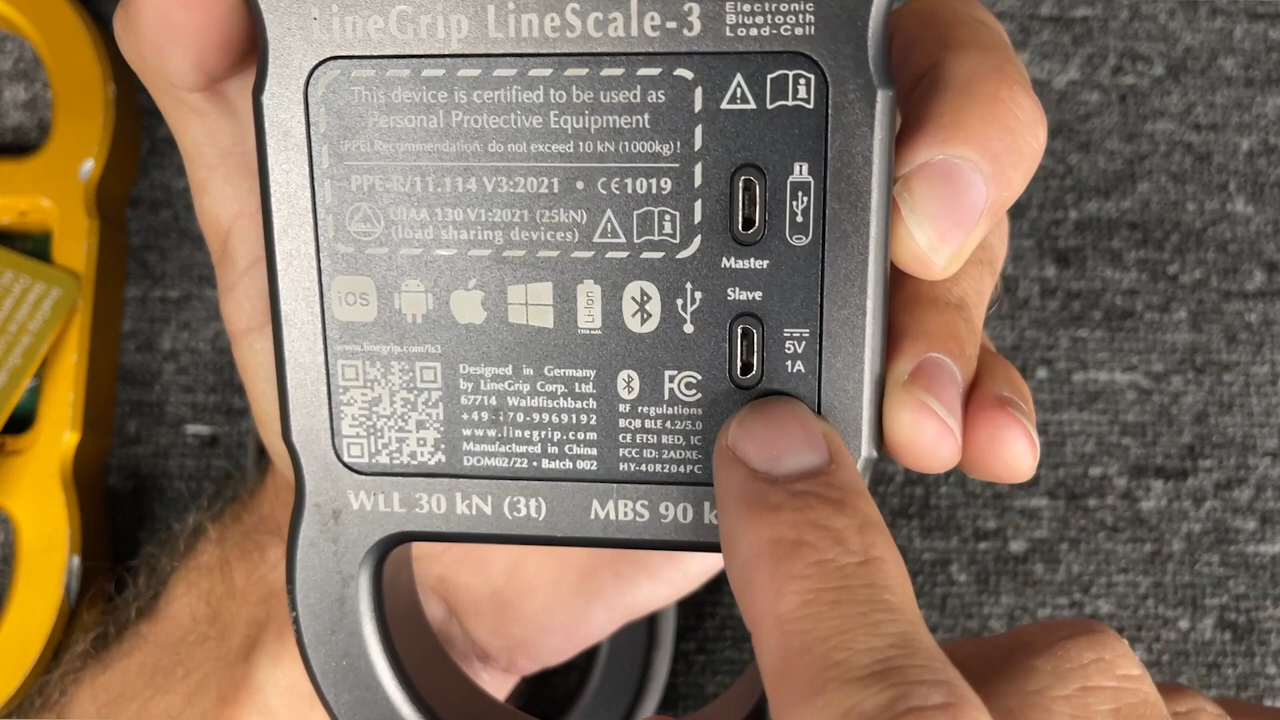 LineGrip LineScale-3
Electronic
Bluetooth
Load-Cell
This device is certified to be used as
Personal Protective Equipment
(PPE) Recommendation: do not exceed 10 kN (1000kg)!
PPE-R/11.114 V3:2021 • CE1019
UIAA 130 V1:2021 (25kN)
(load sharing devices)
Master
Slave
iOS
Li-Ion
5V
1A
www.linegrip.com/ls3
Designed in Germany
by LineGrip Corp. Ltd.
67714 Waldfischbach
+49-170-9969192
www.linegrip.com
Manufactured in China
DOM02/22 • Batch 002
FC
RF regulations
BQB BLE 4.2/5.0
CE ETSI RED, IC
FCC ID: 2ADXE-
HY-40R204PC
WLL 30 kN (3t)
MBS 90 k